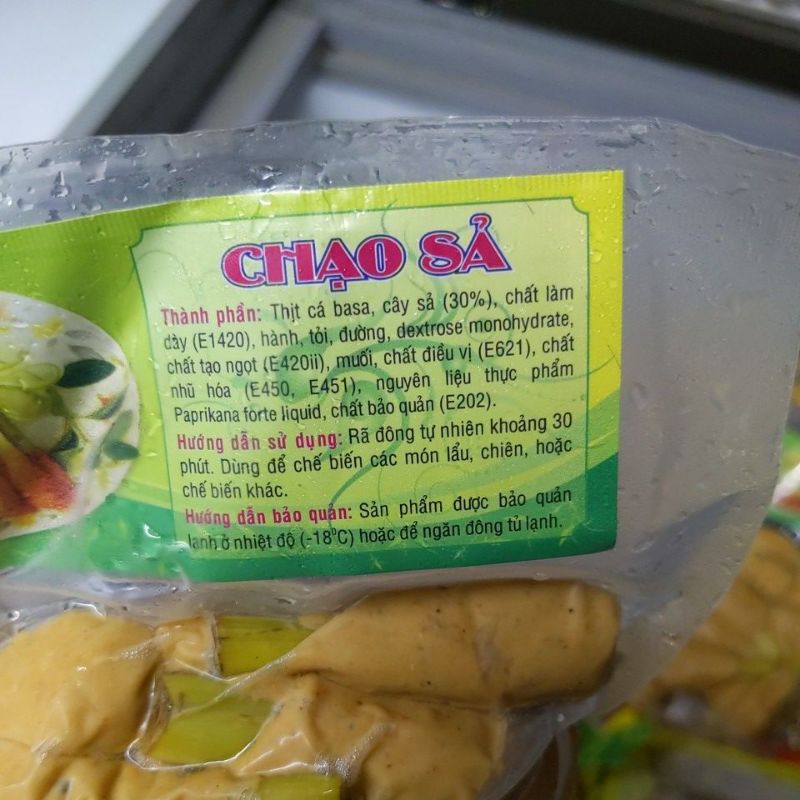 CHẠO SẢ
Thành phần: Thịt cá basa, cây sả (30%), chất làm
dày (E1420), hành, tỏi, đường, dextrose monohydrate,
chất tạo ngọt (E420ii), muối, chất điều vị (E621), chất
nhũ hóa (E450, E451), nguyên liệu thực phẩm
Paprikana forte liquid, chất bảo quản (E202).
Hướng dẫn sử dụng: Rã đông tự nhiên khoảng 30
phút. Dùng để chế biến các món lẩu, chiên, hoặc
chế biến khác.
Hướng dẫn bảo quản: Sản phẩm được bảo quản
lạnh ở nhiệt độ (-18°C) hoặc để ngăn đông tủ lạnh.